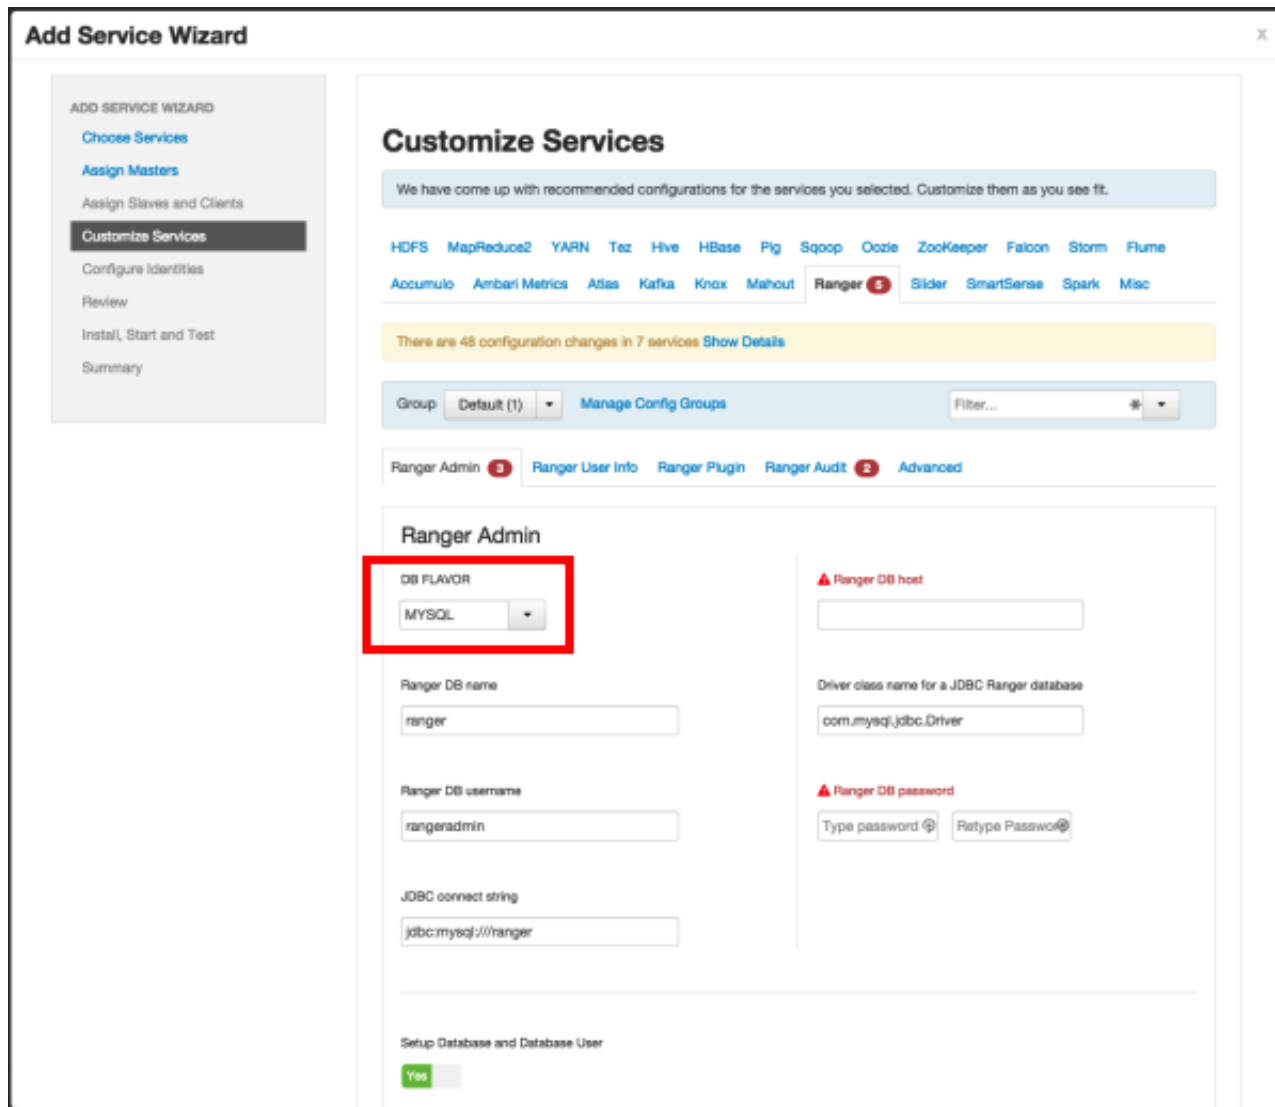 Add Service Wizard
x
ADD SERVICE WIZARD
Choose Services
Assign Masters
Assign Slaves and Clients
Customize Services
Configure Identities
Review
Install, Start and Test
Summary
Customize Services
We have come up with recommended configurations for the services you selected. Customize them as you see fit.
HDFS MapReduce2 YARN Tez Hive HBase Pig Sqoop Oozie ZooKeeper Falcon Storm Flume
Accumulo Ambari Metrics Atlas Kafka Knox Mahout Ranger 5 Slider SmartSense Spark Misc
There are 48 configuration changes in 7 services Show Details
Group Default (1) Manage Config Groups Filter...
Ranger Admin 3 Ranger User Info Ranger Plugin Ranger Audit 2 Advanced
Ranger Admin
DB FLAVOR
MYSQL
Ranger DB host
Ranger DB name
ranger
Driver class name for a JDBC Ranger database
com.mysql.jdbc.Driver
Ranger DB username
rangeradmin
Ranger DB password
Type password Retype Passwo
JDBC connect string
jdbc:mysql:///ranger
Setup Database and Database User
Yes